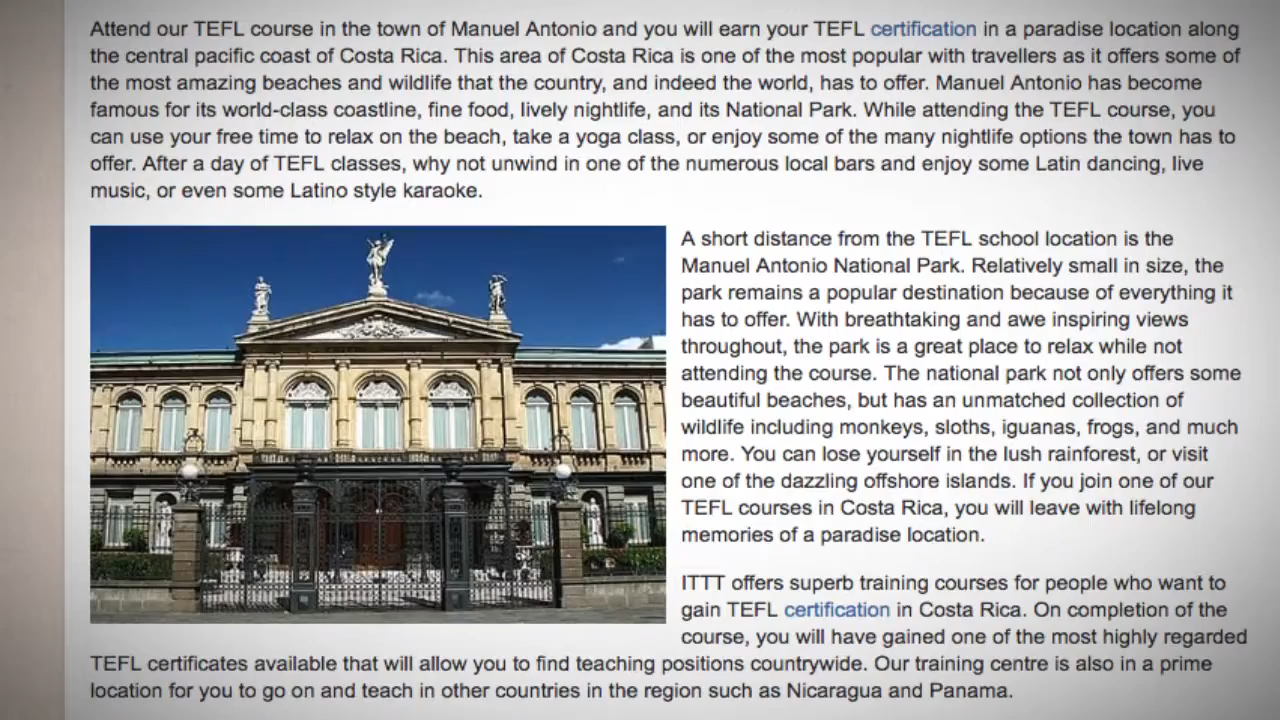 Attend our TEFL course in the town of Manuel Antonio and you will earn your TEFL certification in a paradise location along
the central pacific coast of Costa Rica. This area of Costa Rica is one of the most popular with travellers as it offers some of
the most amazing beaches and wildlife that the country, and indeed the world, has to offer. Manuel Antonio has become
famous for its world-class coastline, fine food, lively nightlife, and its National Park. While attending the TEFL course, you
can use your free time to relax on the beach, take a yoga class, or enjoy some of the many nightlife options the town has to
offer. After a day of TEFL classes, why not unwind in one of the numerous local bars and enjoy some Latin dancing, live
music, or even some Latino style karaoke.
A short distance from the TEFL school location is the
Manuel Antonio National Park. Relatively small in size, the
park remains a popular destination because of everything it
has to offer. With breathtaking and awe inspiring views
throughout, the park is a great place to relax while not
attending the course. The national park not only offers some
beautiful beaches, but has an unmatched collection of
wildlife including monkeys, sloths, iguanas, frogs, and much
more. You can lose yourself in the lush rainforest, or visit
one of the dazzling offshore islands. If you join one of our
TEFL courses in Costa Rica, you will leave with lifelong
memories of a paradise location.
ITTT offers superb training courses for people who want to
gain TEFL certification in Costa Rica. On completion of the
course, you will have gained one of the most highly regarded
TEFL certificates available that will allow you to find teaching positions countrywide. Our training centre is also in a prime
location for you to go on and teach in other countries in the region such as Nicaragua and Panama.